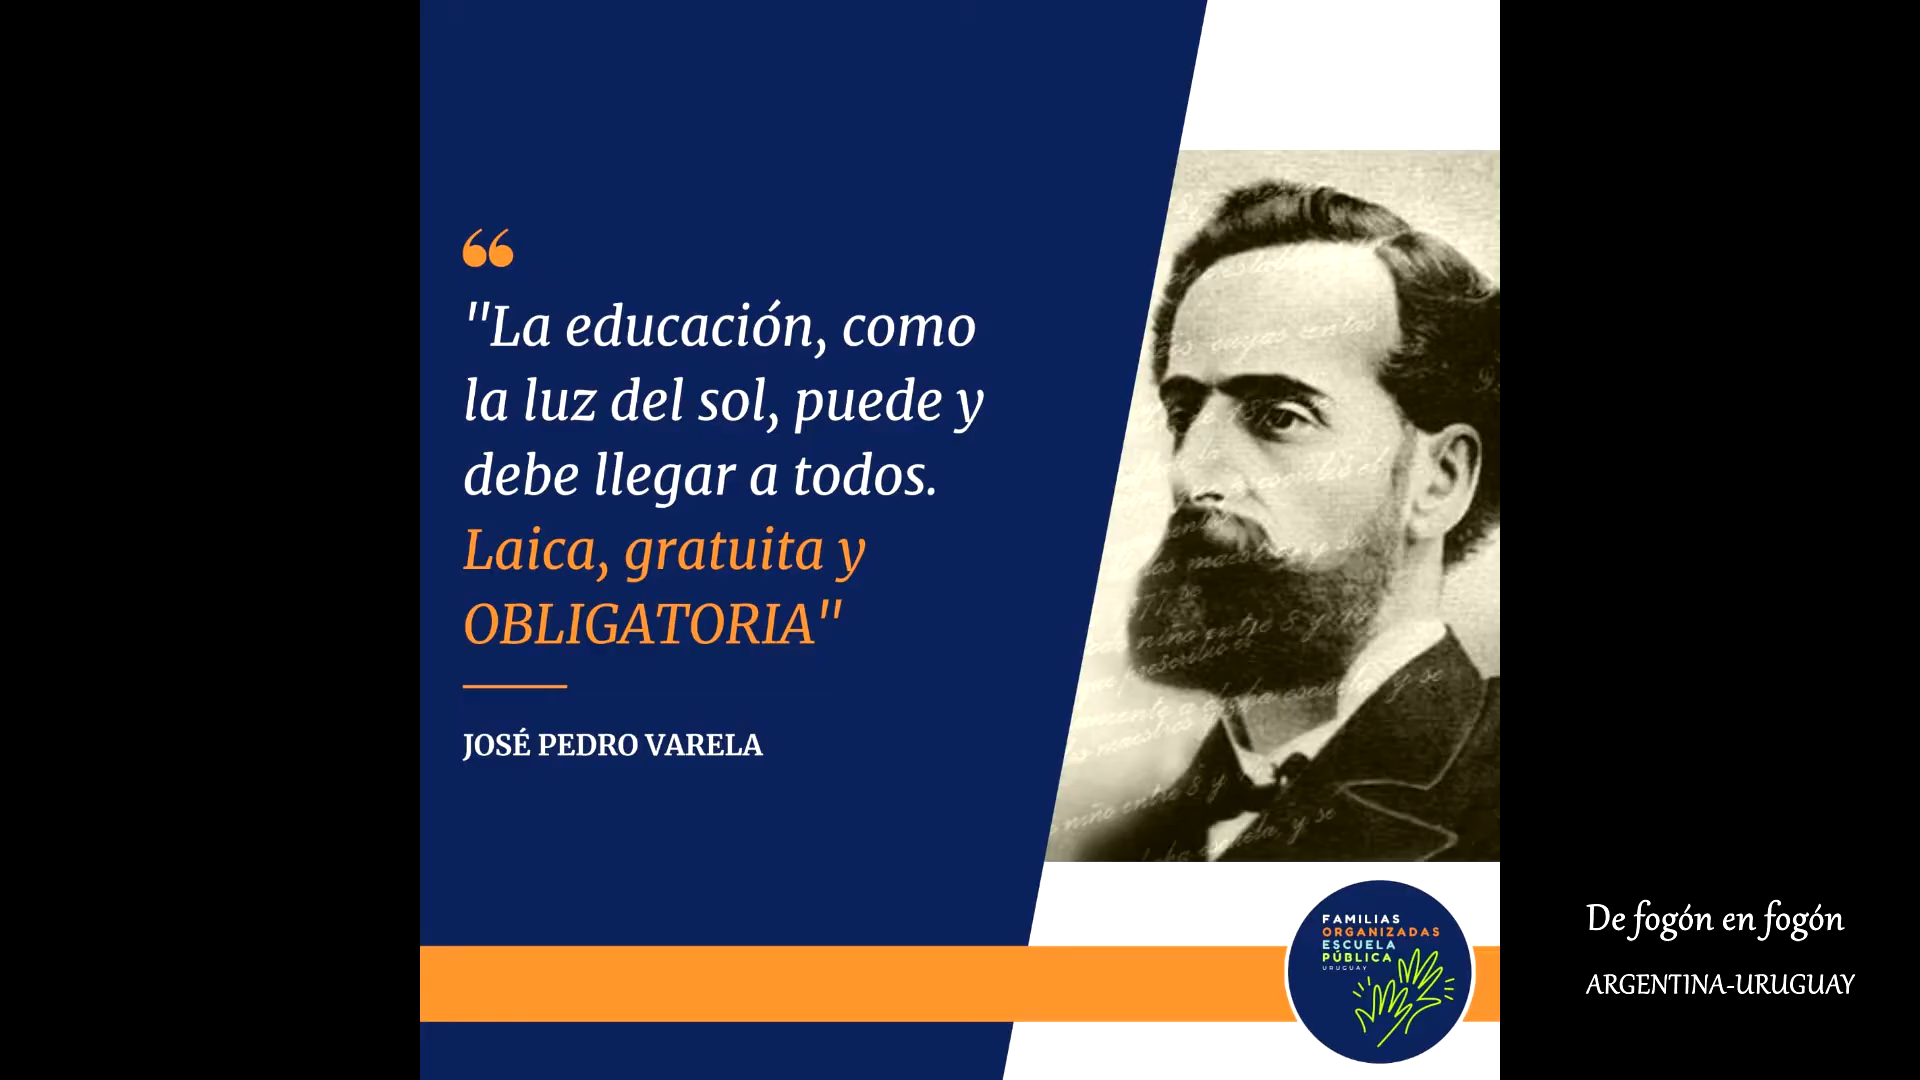 "La educación, como
la luz del sol, puede y
debe llegar a todos.
Laica, gratuita y
OBLIGATORIA"
JOSÉ PEDRO VARELA
FAMILIAS
ORGANIZADAS
ESCUELA
PÚBLICA
URUGUAY
De fogón en fogón
ARGENTINA-URUGUAY